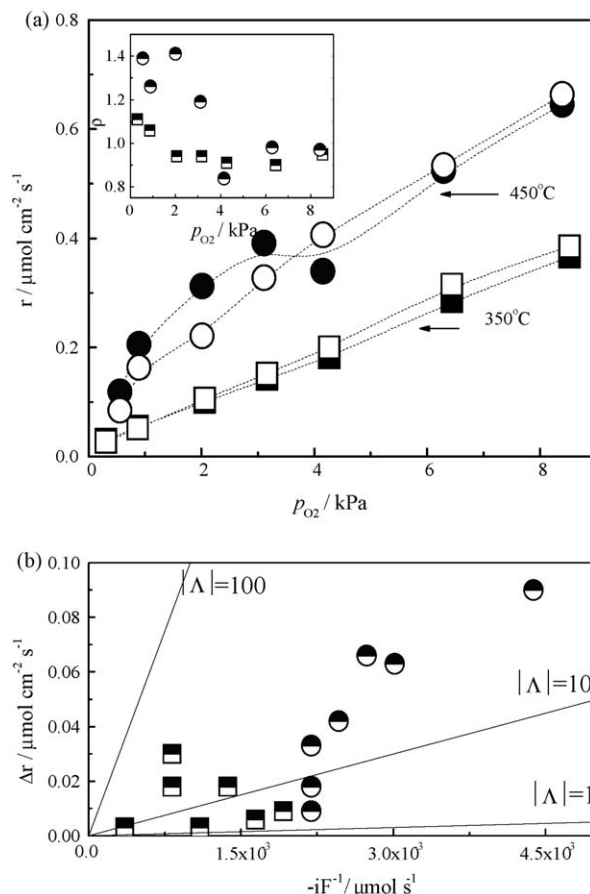 (a)
0.8
0.6
0.4
0.2
0.0
r / μmol cm⁻² s⁻¹
1.4
1.2
1.0
0.8
ρ
0 2 4 6 8
p_O2 / kPa
450°C
350°C
0 2 4 6 8
p_O2 / kPa
(b)
0.10
0.08
0.06
0.04
0.02
0.00
Δr / μmol cm⁻² s⁻¹
|Λ|=100
|Λ|=10
|Λ|=1
0.0 1.5x10³ 3.0x10³ 4.5x10³
-iF⁻¹/ μmol s⁻¹